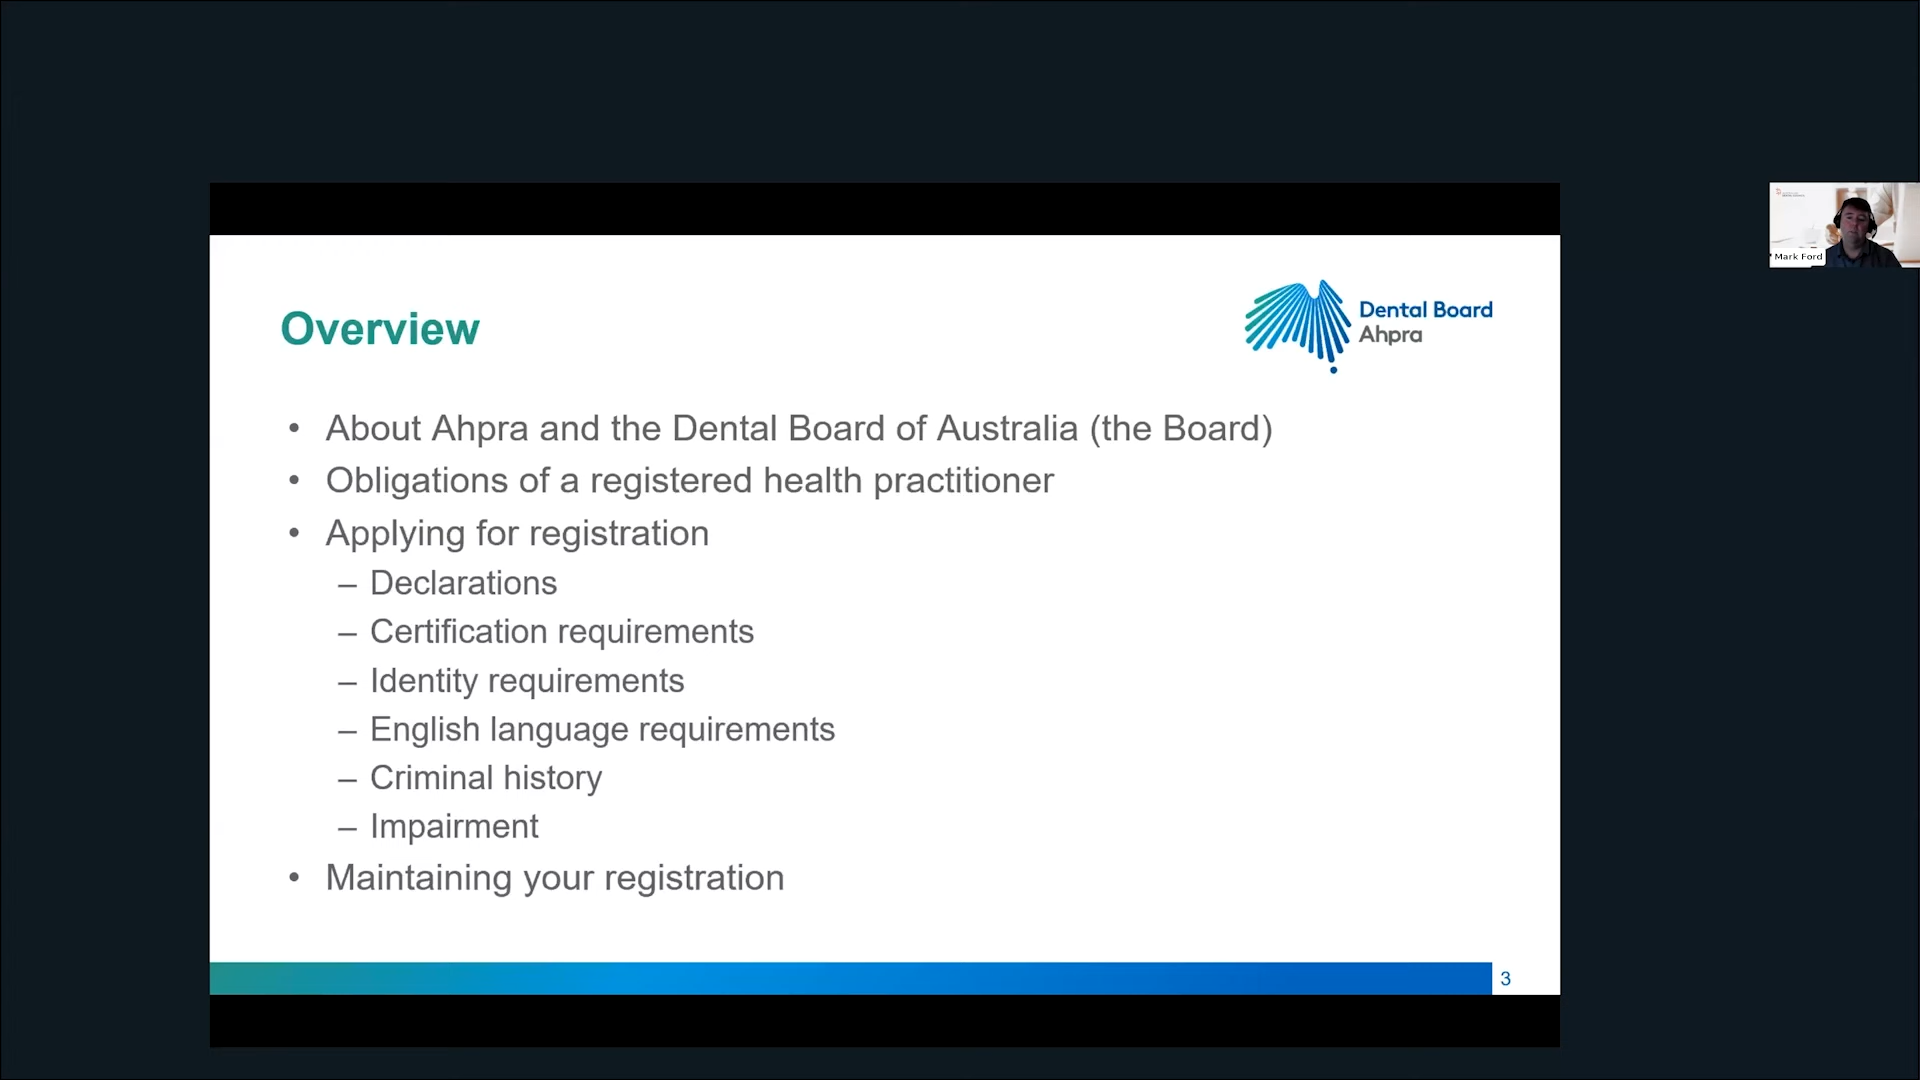 Overview
Dental Board
Ahpra
• About Ahpra and the Dental Board of Australia (the Board)
• Obligations of a registered health practitioner
• Applying for registration
– Declarations
– Certification requirements
– Identity requirements
– English language requirements
– Criminal history
– Impairment
• Maintaining your registration
3
Mark Ford